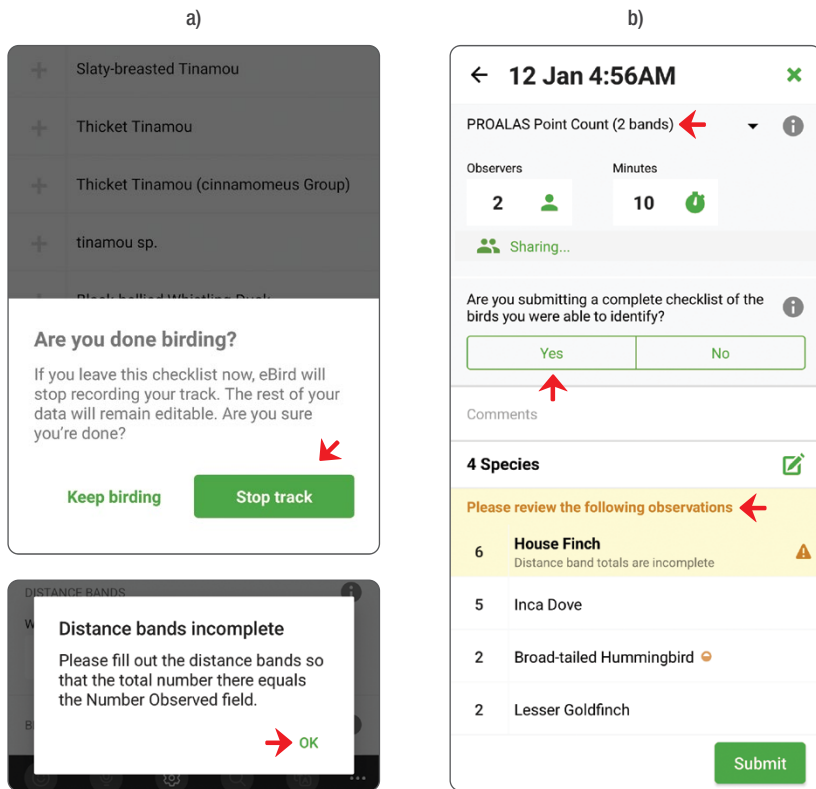 a)
Slaty-breasted Tinamou
Thicket Tinamou
Thicket Tinamou (cinnamomeus Group)
tinamou sp.
Black-bellied Whistling-Duck
Are you done birding?
If you leave this checklist now, eBird will
stop recording your track. The rest of your
data will remain editable. Are you sure
you're done?
Keep birding
Stop track
DISTANCE BANDS
W
Distance bands incomplete
Please fill out the distance bands so
that the total number there equals
the Number Observed field.
OK
b)
12 Jan 4:56AM
PROALAS Point Count (2 bands)
Observers
Minutes
2
10
Sharing...
Are you submitting a complete checklist of the
birds you were able to identify?
Yes
No
Comments
4 Species
Please review the following observations
6
House Finch
Distance band totals are incomplete
5
Inca Dove
2
Broad-tailed Hummingbird
2
Lesser Goldfinch
Submit